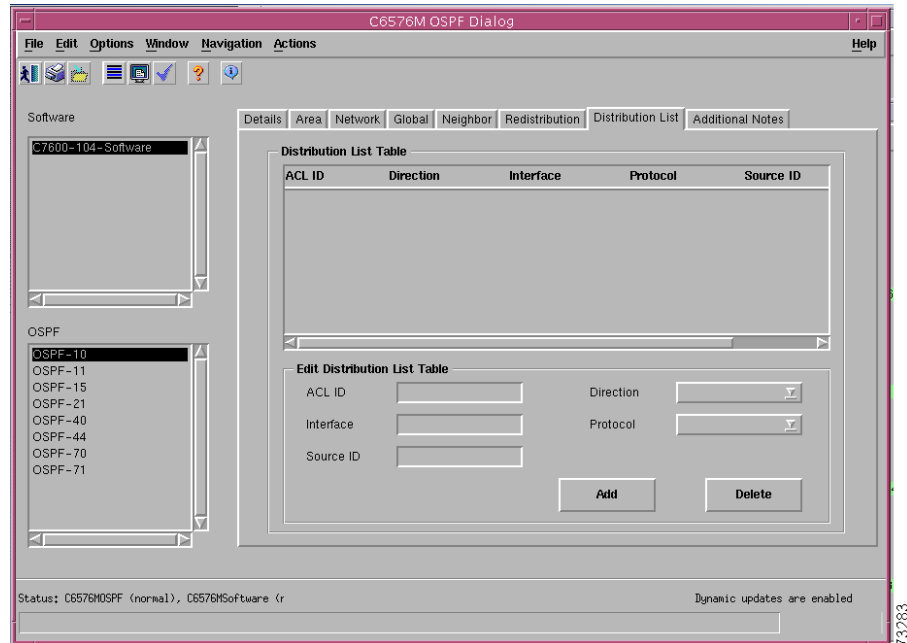 C6576M OSPF Dialog
File Edit Options Window Navigation Actions Help
Software
C7600-104-Software
OSPF
OSPF-10
OSPF-11
OSPF-15
OSPF-21
OSPF-40
OSPF-44
OSPF-70
OSPF-71
Details Area Network Global Neighbor Redistribution Distribution List Additional Notes
Distribution List Table
ACL ID Direction Interface Protocol Source ID
Edit Distribution List Table
ACL ID Direction
Interface Protocol
Source ID
Add Delete
Status: C6576MOSPF (normal), C6576MSoftware (r Dynamic updates are enabled
73283